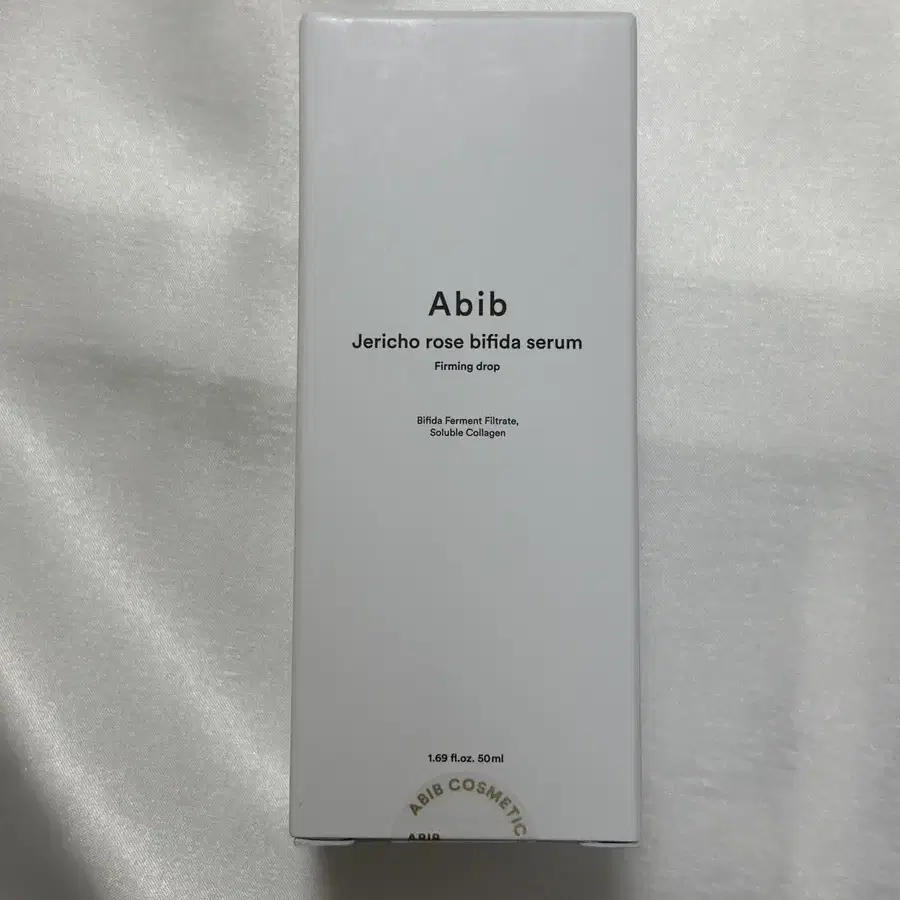 Abib
Jericho rose bifida serum
Firming drop
Bifida Ferment Filtrate,
Soluble Collagen
1.69 fl.oz. 50ml
ABIB COSMETIC
ABIB